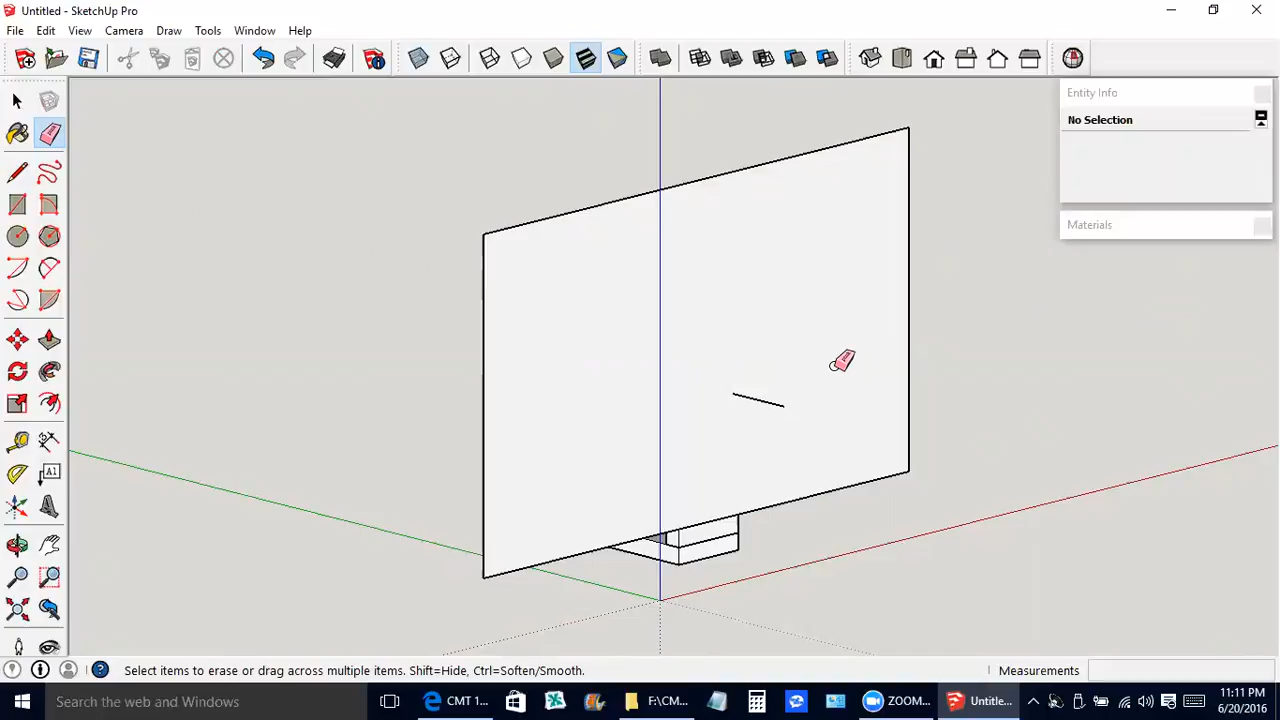 Untitled - SketchUp Pro
File Edit View Camera Draw Tools Window Help
Entity Info
No Selection
Materials
A1
Select items to erase or drag across multiple items. Shift=Hide, Ctrl=Soften/Smooth.
Measurements
Search the web and Windows
CMT 1...
F:\CM...
ZOOM...
Untitle...
11:11 PM
6/20/2016